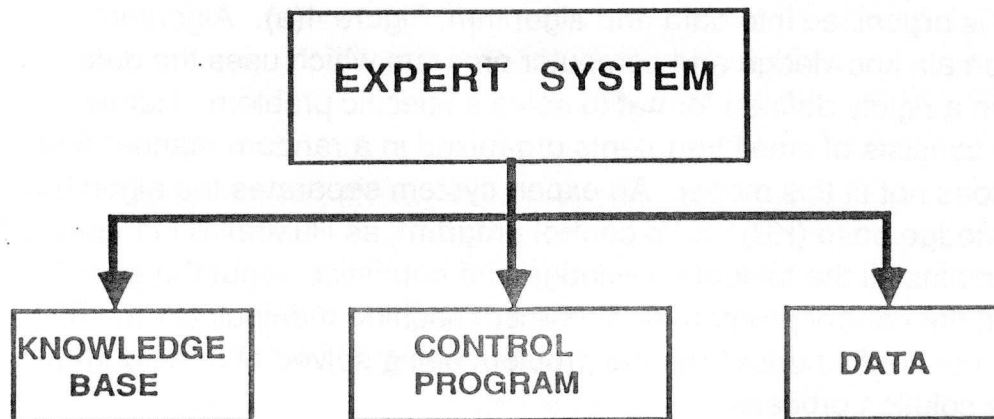 EXPERT SYSTEM
KNOWLEDGE
BASE
CONTROL
PROGRAM
DATA